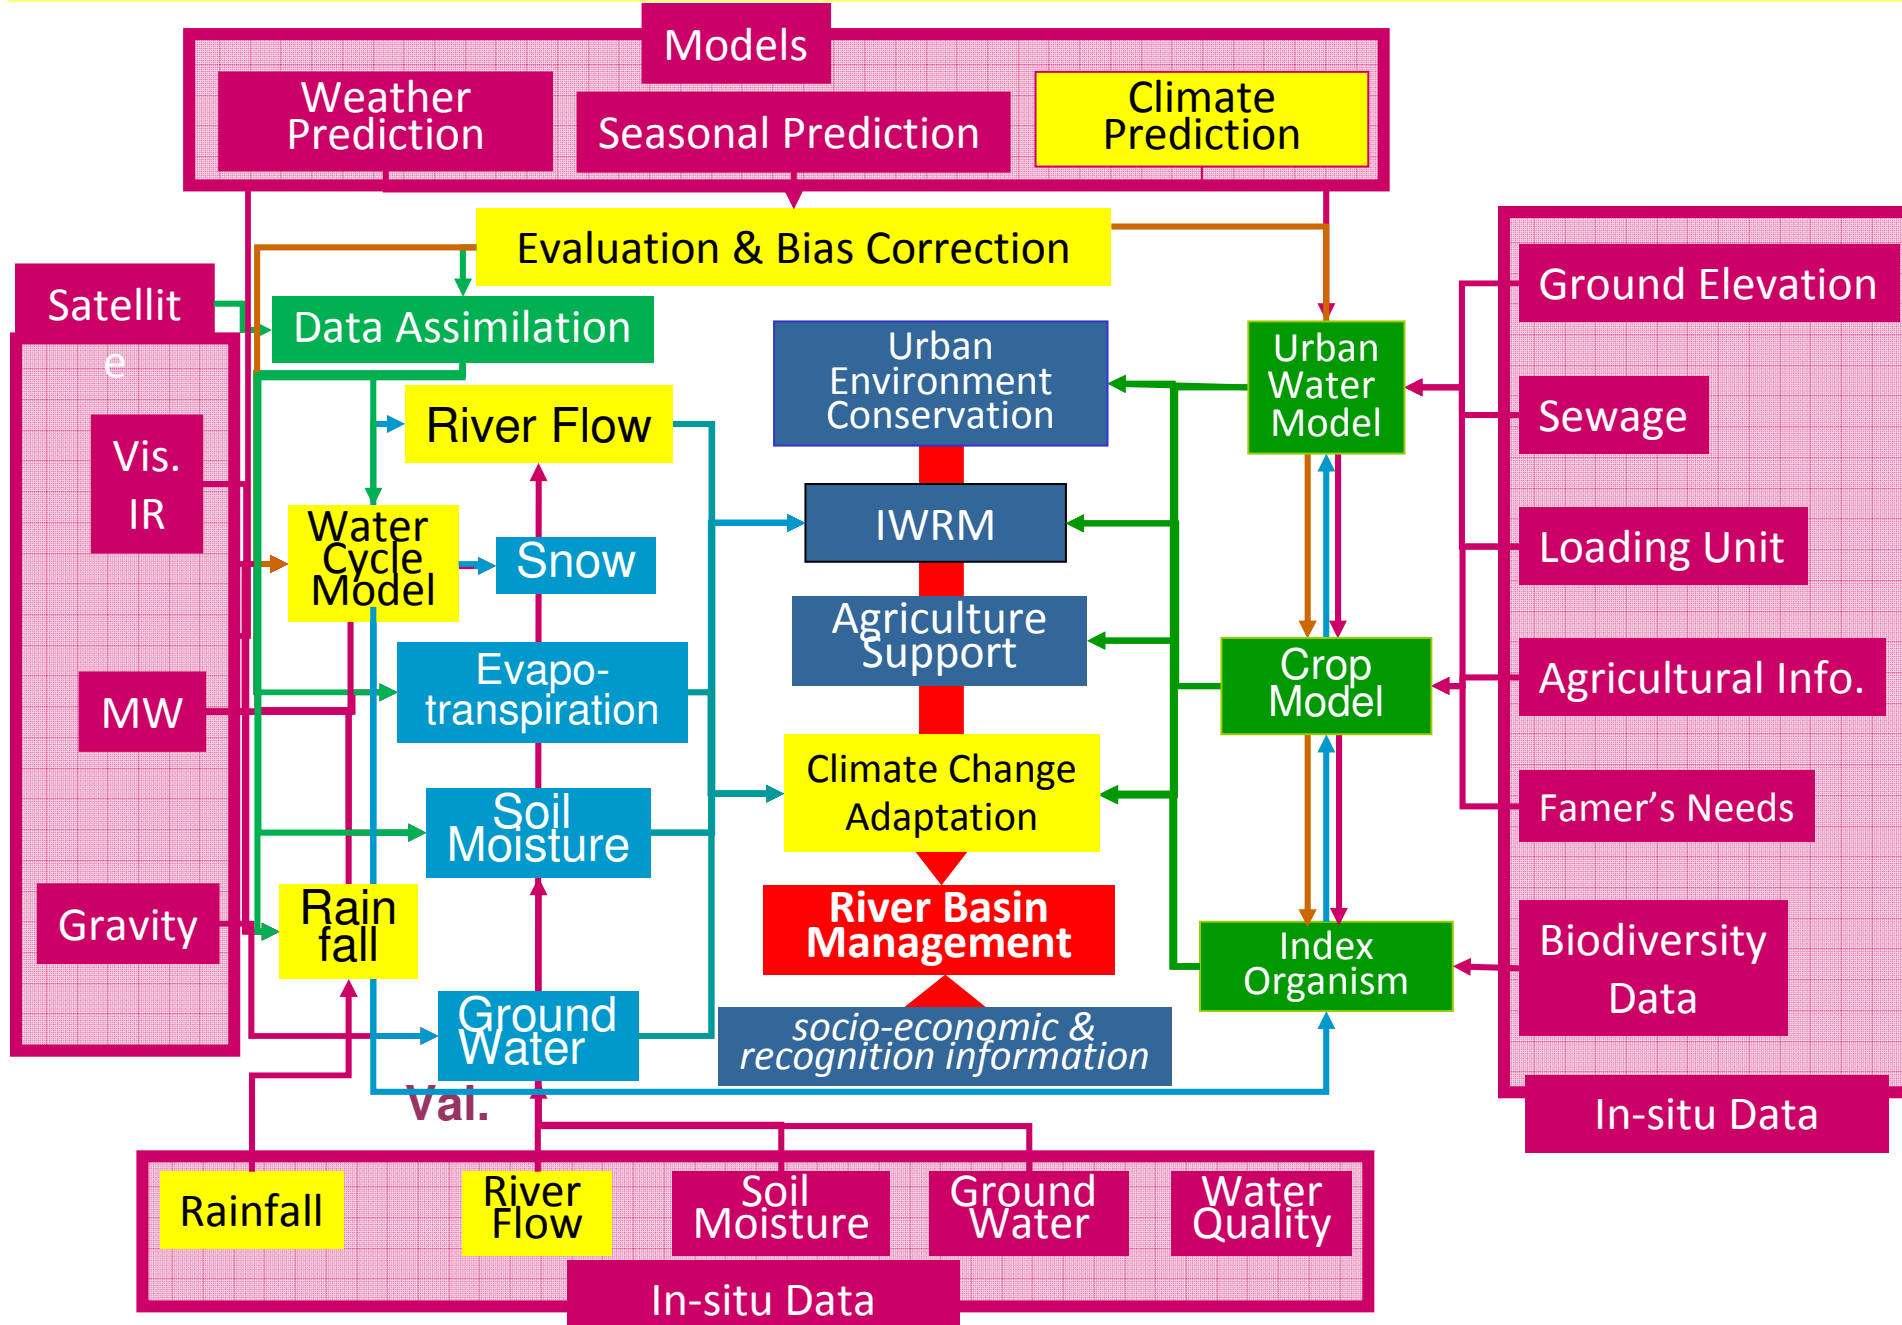 Models
Weather
Prediction
Seasonal Prediction
Climate
Prediction
Evaluation & Bias Correction
Satellit
e
Data Assimilation
Vis.
IR
MW
Gravity
River Flow
Water
Cycle
Model
Snow
Evapo-
transpiration
Soil
Moisture
Rain
fall
Ground
Water
Val.
Urban
Environment
Conservation
IWRM
Agriculture
Support
Climate Change
Adaptation
River Basin
Management
socio-economic &
recognition information
Urban
Water
Model
Crop
Model
Index
Organism
Ground Elevation
Sewage
Loading Unit
Agricultural Info.
Famer's Needs
Biodiversity
Data
In-situ Data
Rainfall
River
Flow
Soil
Moisture
Ground
Water
Water
Quality
In-situ Data